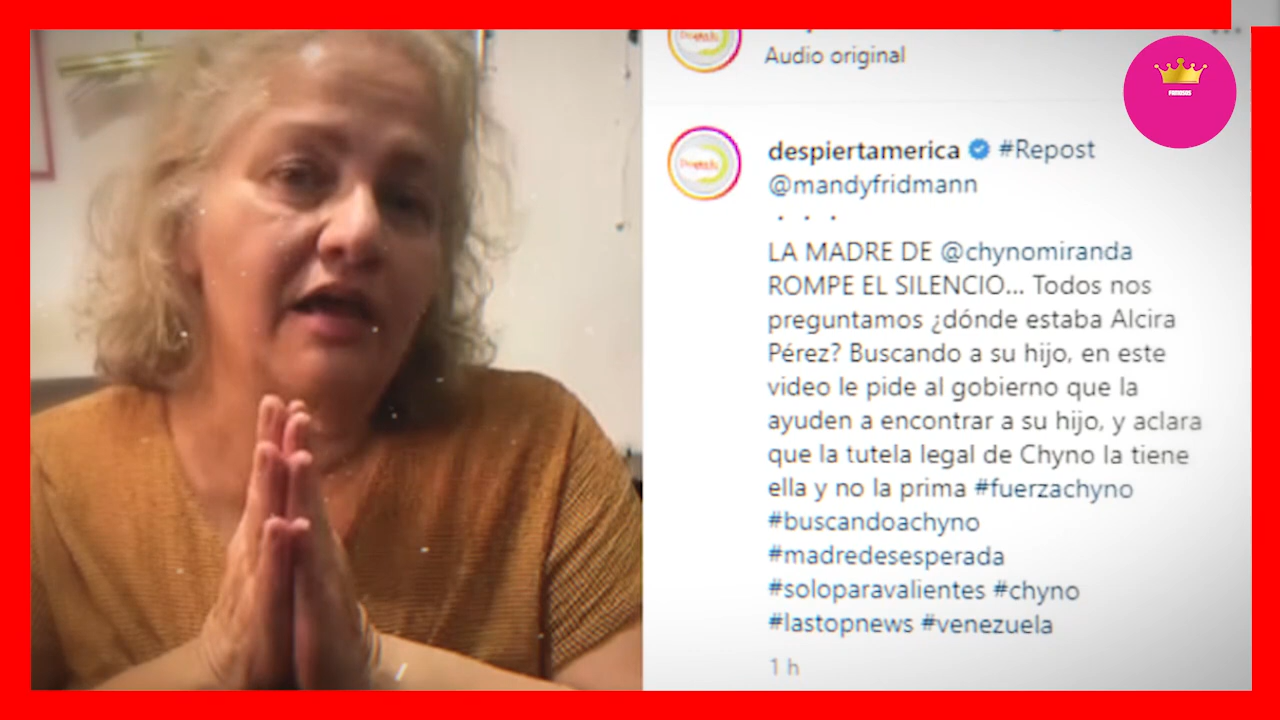 Audio original
despiertamerica #Repost
@mandyfridmann
. . .
LA MADRE DE @chynomiranda
ROMPE EL SILENCIO... Todos nos
preguntamos ¿dónde estaba Alcira
Pérez? Buscando a su hijo, en este
video le pide al gobierno que la
ayuden a encontrar a su hijo, y aclara
que la tutela legal de Chyno la tiene
ella y no la prima #fuerzachyno
#buscandoachyno
#madredesesperada
#soloparavalientes #chyno
#lastopnews #venezuela
1 h
FAMOSOS